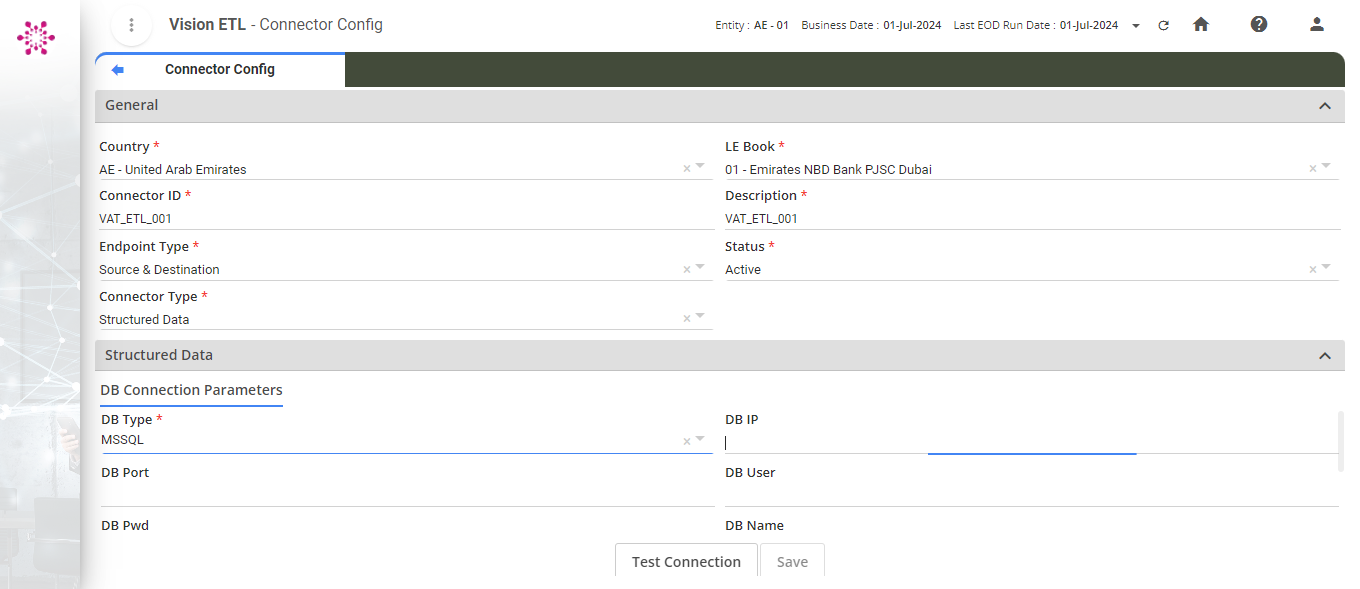 Vision ETL - Connector Config
Entity : AE - 01 Business Date : 01-Jul-2024 Last EOD Run Date : 01-Jul-2024
Connector Config
General
Country * LE Book *
AE - United Arab Emirates 01 - Emirates NBD Bank PJSC Dubai
Connector ID * Description *
VAT_ETL_001 VAT_ETL_001
Endpoint Type * Status *
Source & Destination Active
Connector Type *
Structured Data
Structured Data
DB Connection Parameters
DB Type * DB IP
MSSQL
DB Port DB User
DB Pwd DB Name
Test Connection Save